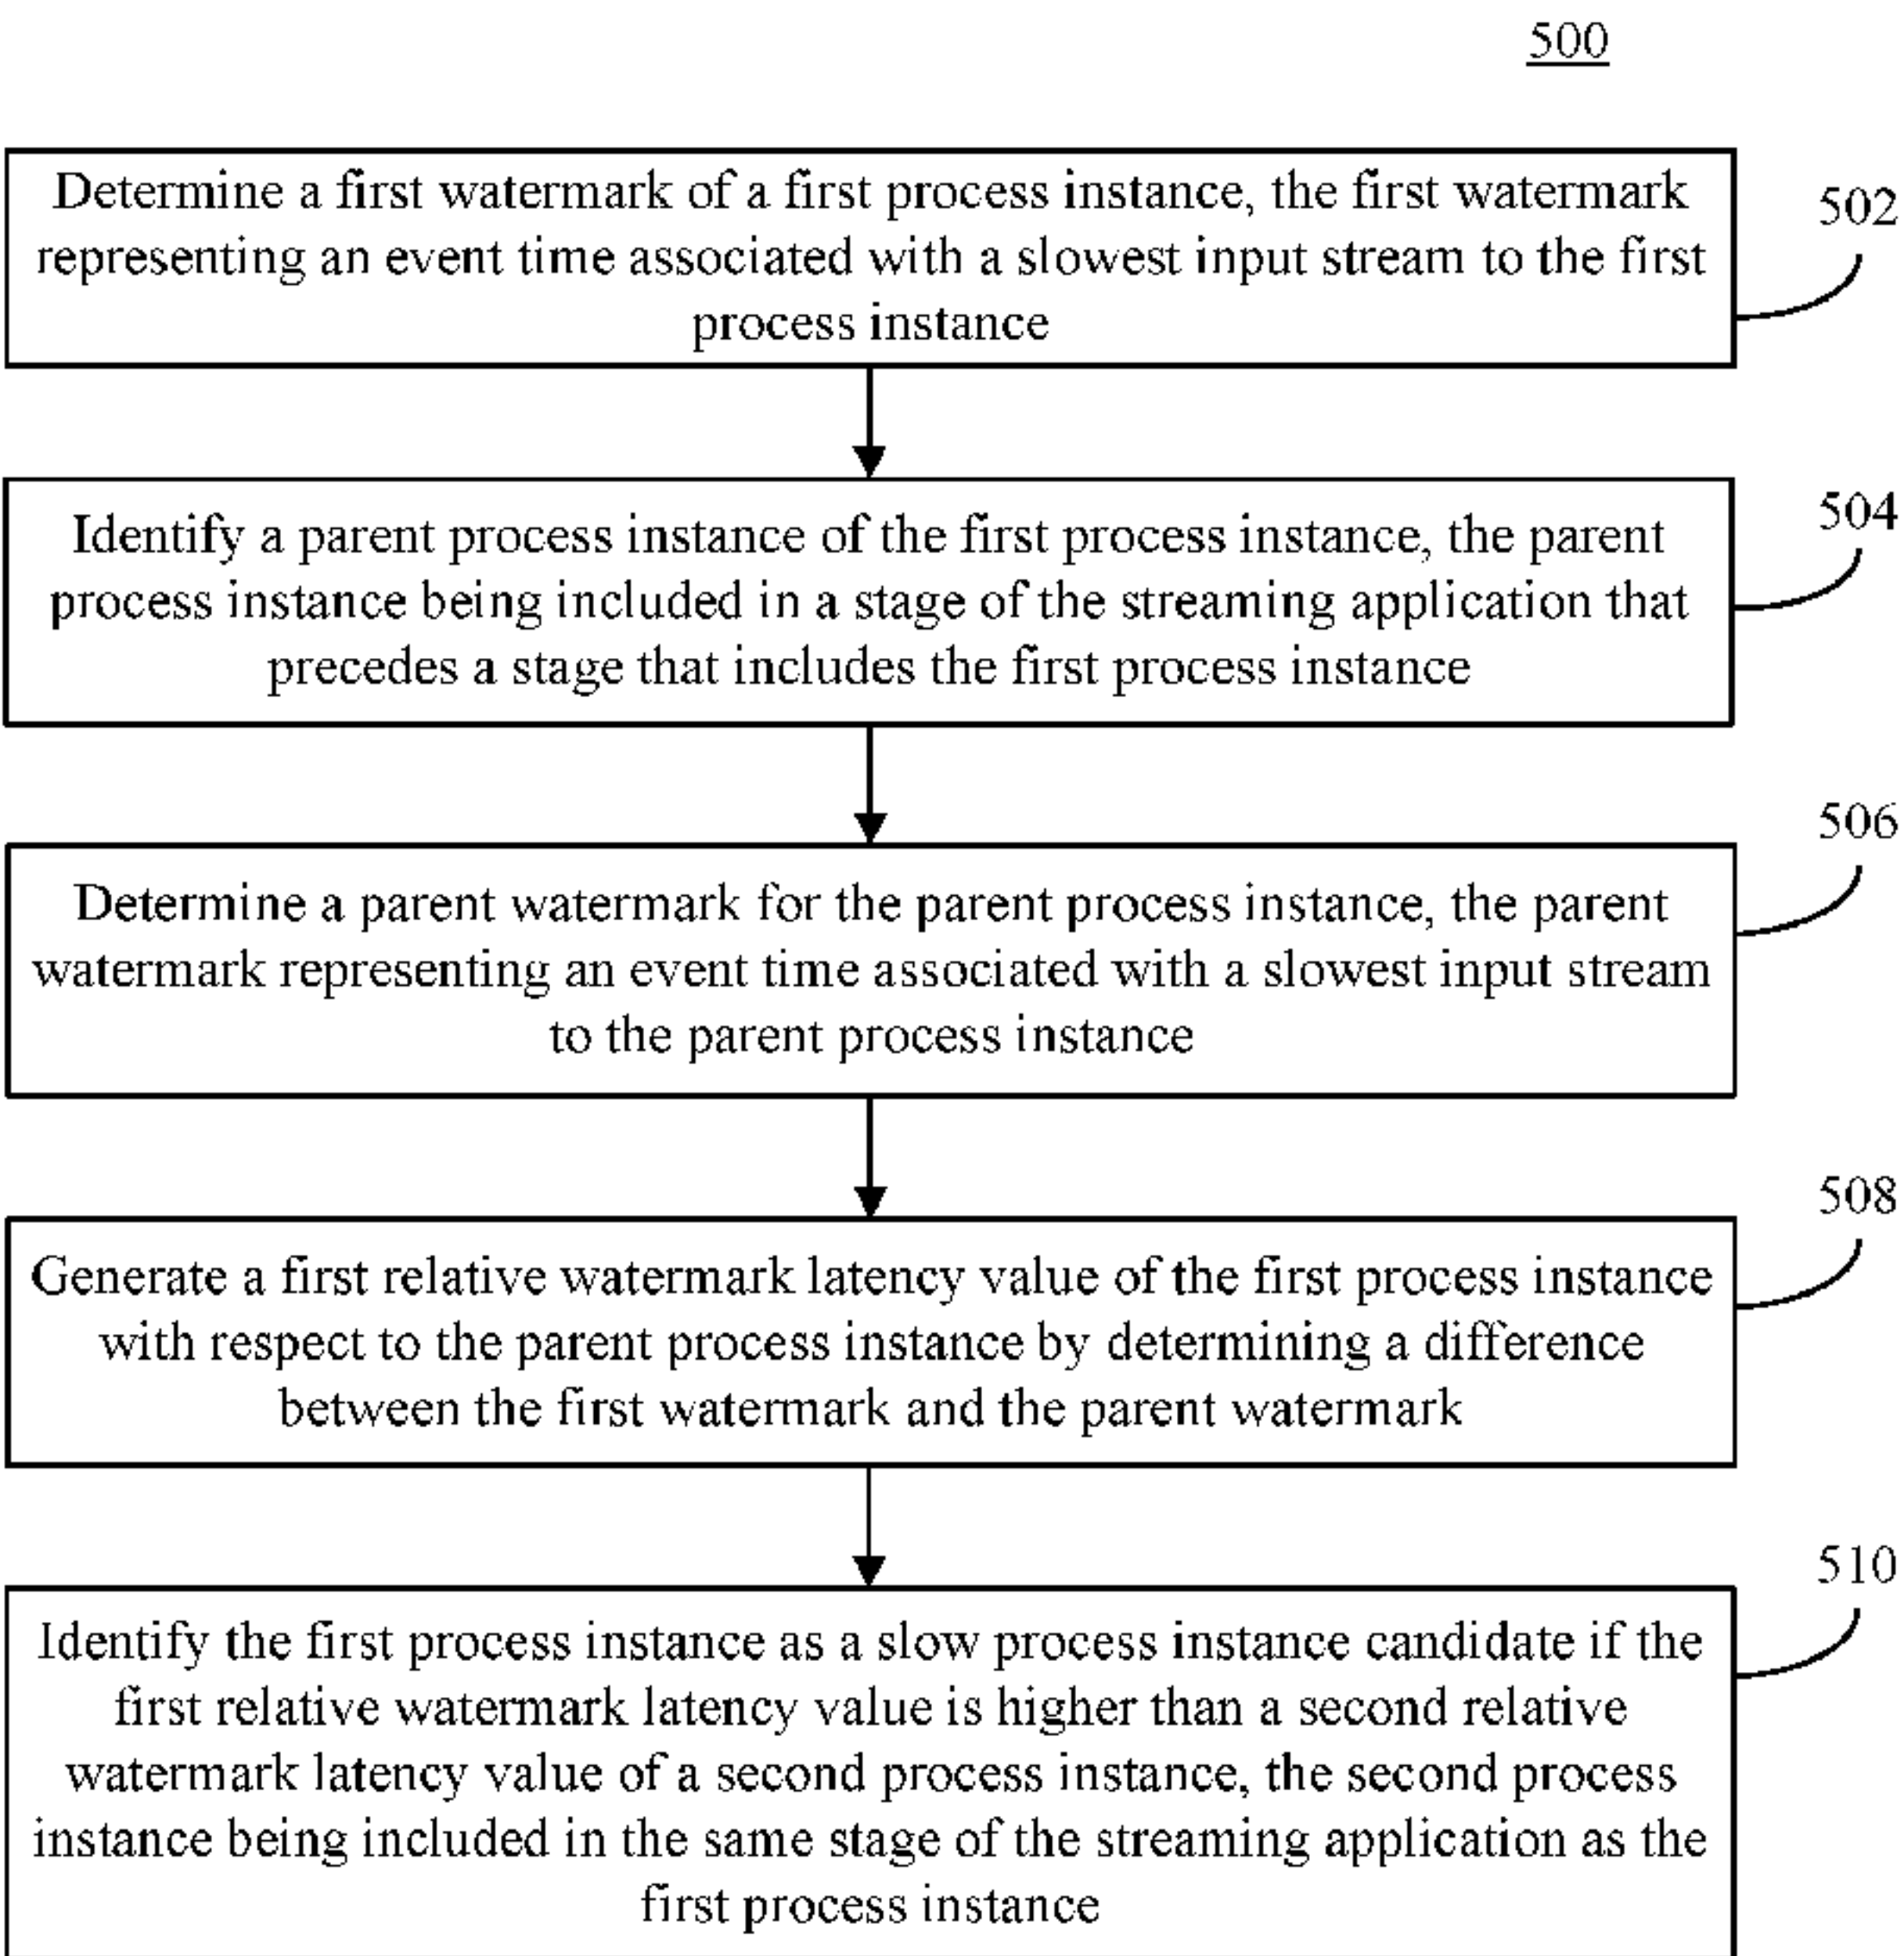 500
Determine a first watermark of a first process instance, the first watermark
representing an event time associated with a slowest input stream to the first
process instance
502
Identify a parent process instance of the first process instance, the parent
process instance being included in a stage of the streaming application that
precedes a stage that includes the first process instance
504
Determine a parent watermark for the parent process instance, the parent
watermark representing an event time associated with a slowest input stream
to the parent process instance
506
Generate a first relative watermark latency value of the first process instance
with respect to the parent process instance by determining a difference
between the first watermark and the parent watermark
508
Identify the first process instance as a slow process instance candidate if the
first relative watermark latency value is higher than a second relative
watermark latency value of a second process instance, the second process
instance being included in the same stage of the streaming application as the
first process instance
510